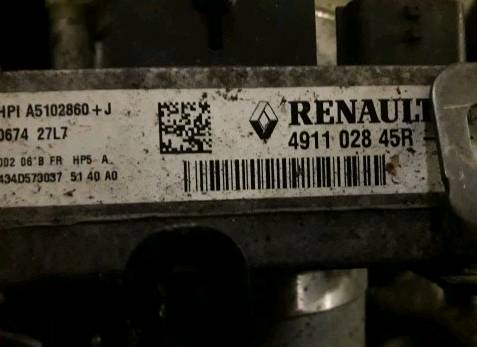 HPI A5102860+J
0674 27L7
002 06'B FR HP5 A
434D573037 51 40 A0
RENAULT
4911 028 45R